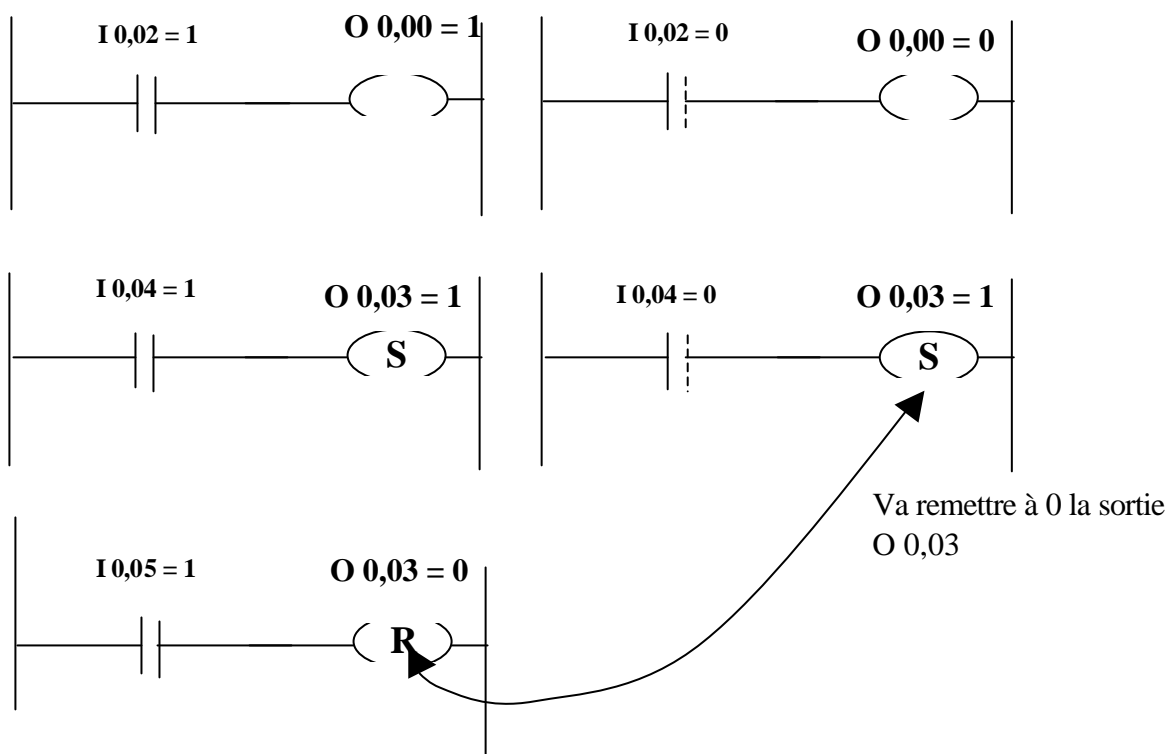 I 0,02 = 1
O 0,00 = 1
I 0,02 = 0
O 0,00 = 0
I 0,04 = 1
O 0,03 = 1
S
I 0,04 = 0
O 0,03 = 1
S
Va remettre à 0 la sortie
O 0,03
I 0,05 = 1
O 0,03 = 0
R